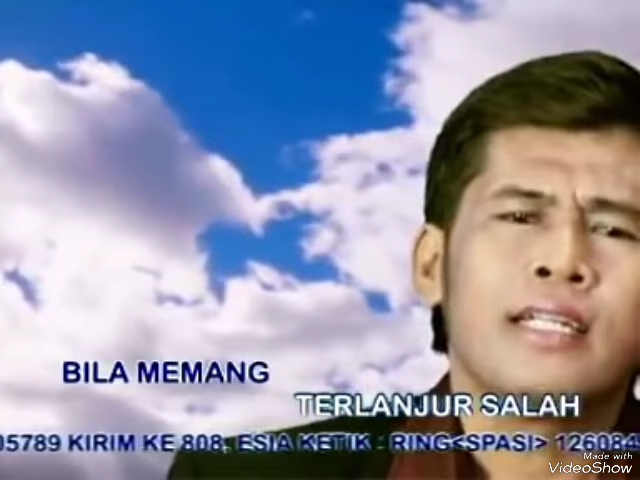 BILA MEMANG
TERLANJUR SALAH
05789 KIRIM KE 808, ESIA KETIK : RING<SPASI> 126084
Made with
VideoShow